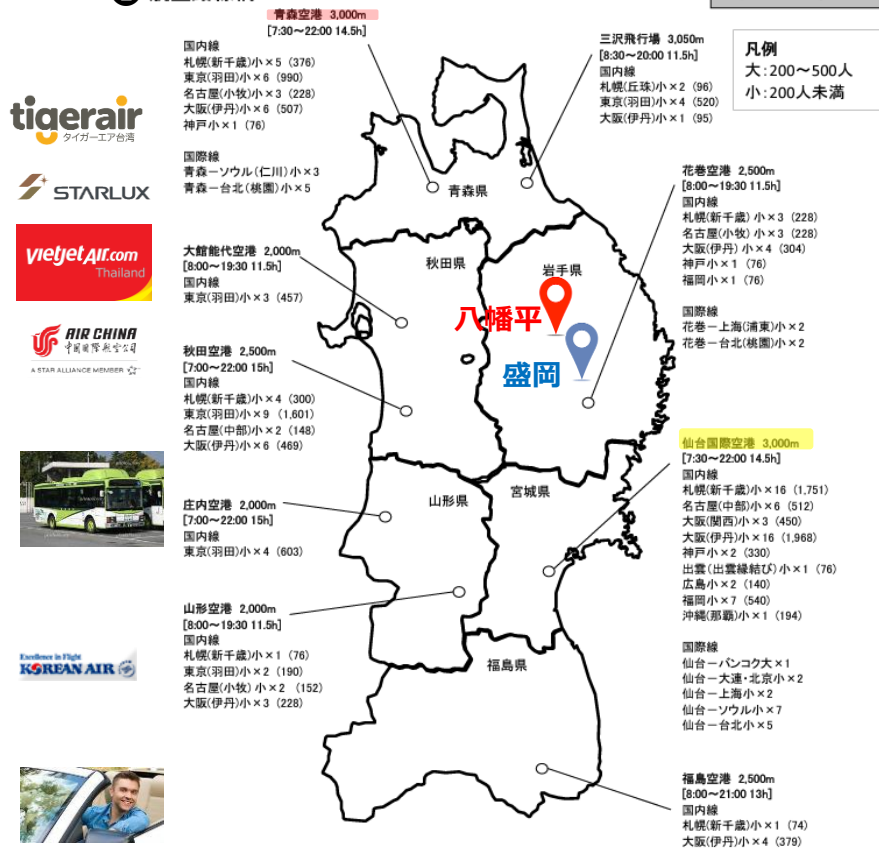 青森空港 3,000m
[7:30～22:00 14.5h]
国内線
札幌(新千歳)小×5 (376)
東京(羽田)小×6 (990)
名古屋(小牧)小×3 (228)
大阪(伊丹)小×6 (507)
神戸小×1 (76)
国際線
青森－ソウル(仁川)小×3
青森－台北(桃園)小×5
三沢飛行場 3,050m
[8:30～20:00 11.5h]
国内線
札幌(丘珠)小×2 (96)
東京(羽田)小×4 (520)
大阪(伊丹)小×1 (95)
凡例
大:200～500人
小:200人未満
tigerair
タイガーエア台湾
STARLUX
vietjetAir.com
Thailand
AIR CHINA
中国国際航空公司
A STAR ALLIANCE MEMBER
大館能代空港 2,000m
[8:00～19:30 11.5h]
国内線
東京(羽田)小×3 (457)
秋田空港 2,500m
[7:00～22:00 15h]
国内線
札幌(新千歳)小×4 (300)
東京(羽田)小×9 (1,601)
名古屋(中部)小×2 (148)
大阪(伊丹)小×6 (469)
庄内空港 2,000m
[7:00～22:00 15h]
国内線
東京(羽田)小×4 (603)
山形空港 2,000m
[8:00～19:30 11.5h]
国内線
札幌(新千歳)小×1 (76)
東京(羽田)小×2 (190)
名古屋(小牧) 小×2 (152)
大阪(伊丹)小×3 (228)
Excellence in Flight
KOREAN AIR
青森県
秋田県
岩手県
八幡平
盛岡
山形県
宮城県
福島県
花巻空港 2,500m
[8:00～19:30 11.5h]
国内線
札幌(新千歳) 小×3 (228)
名古屋(小牧) 小×3 (228)
大阪(伊丹) 小×4 (304)
神戸小×1 (76)
福岡小×1 (76)
国際線
花巻－上海(浦東)小×2
花巻－台北(桃園)小×2
仙台国際空港 3,000m
[7:30～22:00 14.5h]
国内線
札幌(新千歳)小×16 (1,751)
名古屋(中部)小×6 (512)
大阪(関西)小×3 (450)
大阪(伊丹)小×16 (1,968)
神戸小×2 (330)
出雲(出雲縁結び)小×1 (76)
広島小×2 (140)
福岡小×7 (540)
沖縄(那覇)小×1 (194)
国際線
仙台－バンコク大×1
仙台－大連・北京小×2
仙台－上海小×2
仙台－ソウル小×7
仙台－台北小×5
福島空港 2,500m
[8:00～21:00 13h]
国内線
札幌(新千歳)小×1 (74)
大阪(伊丹)小×4 (379)